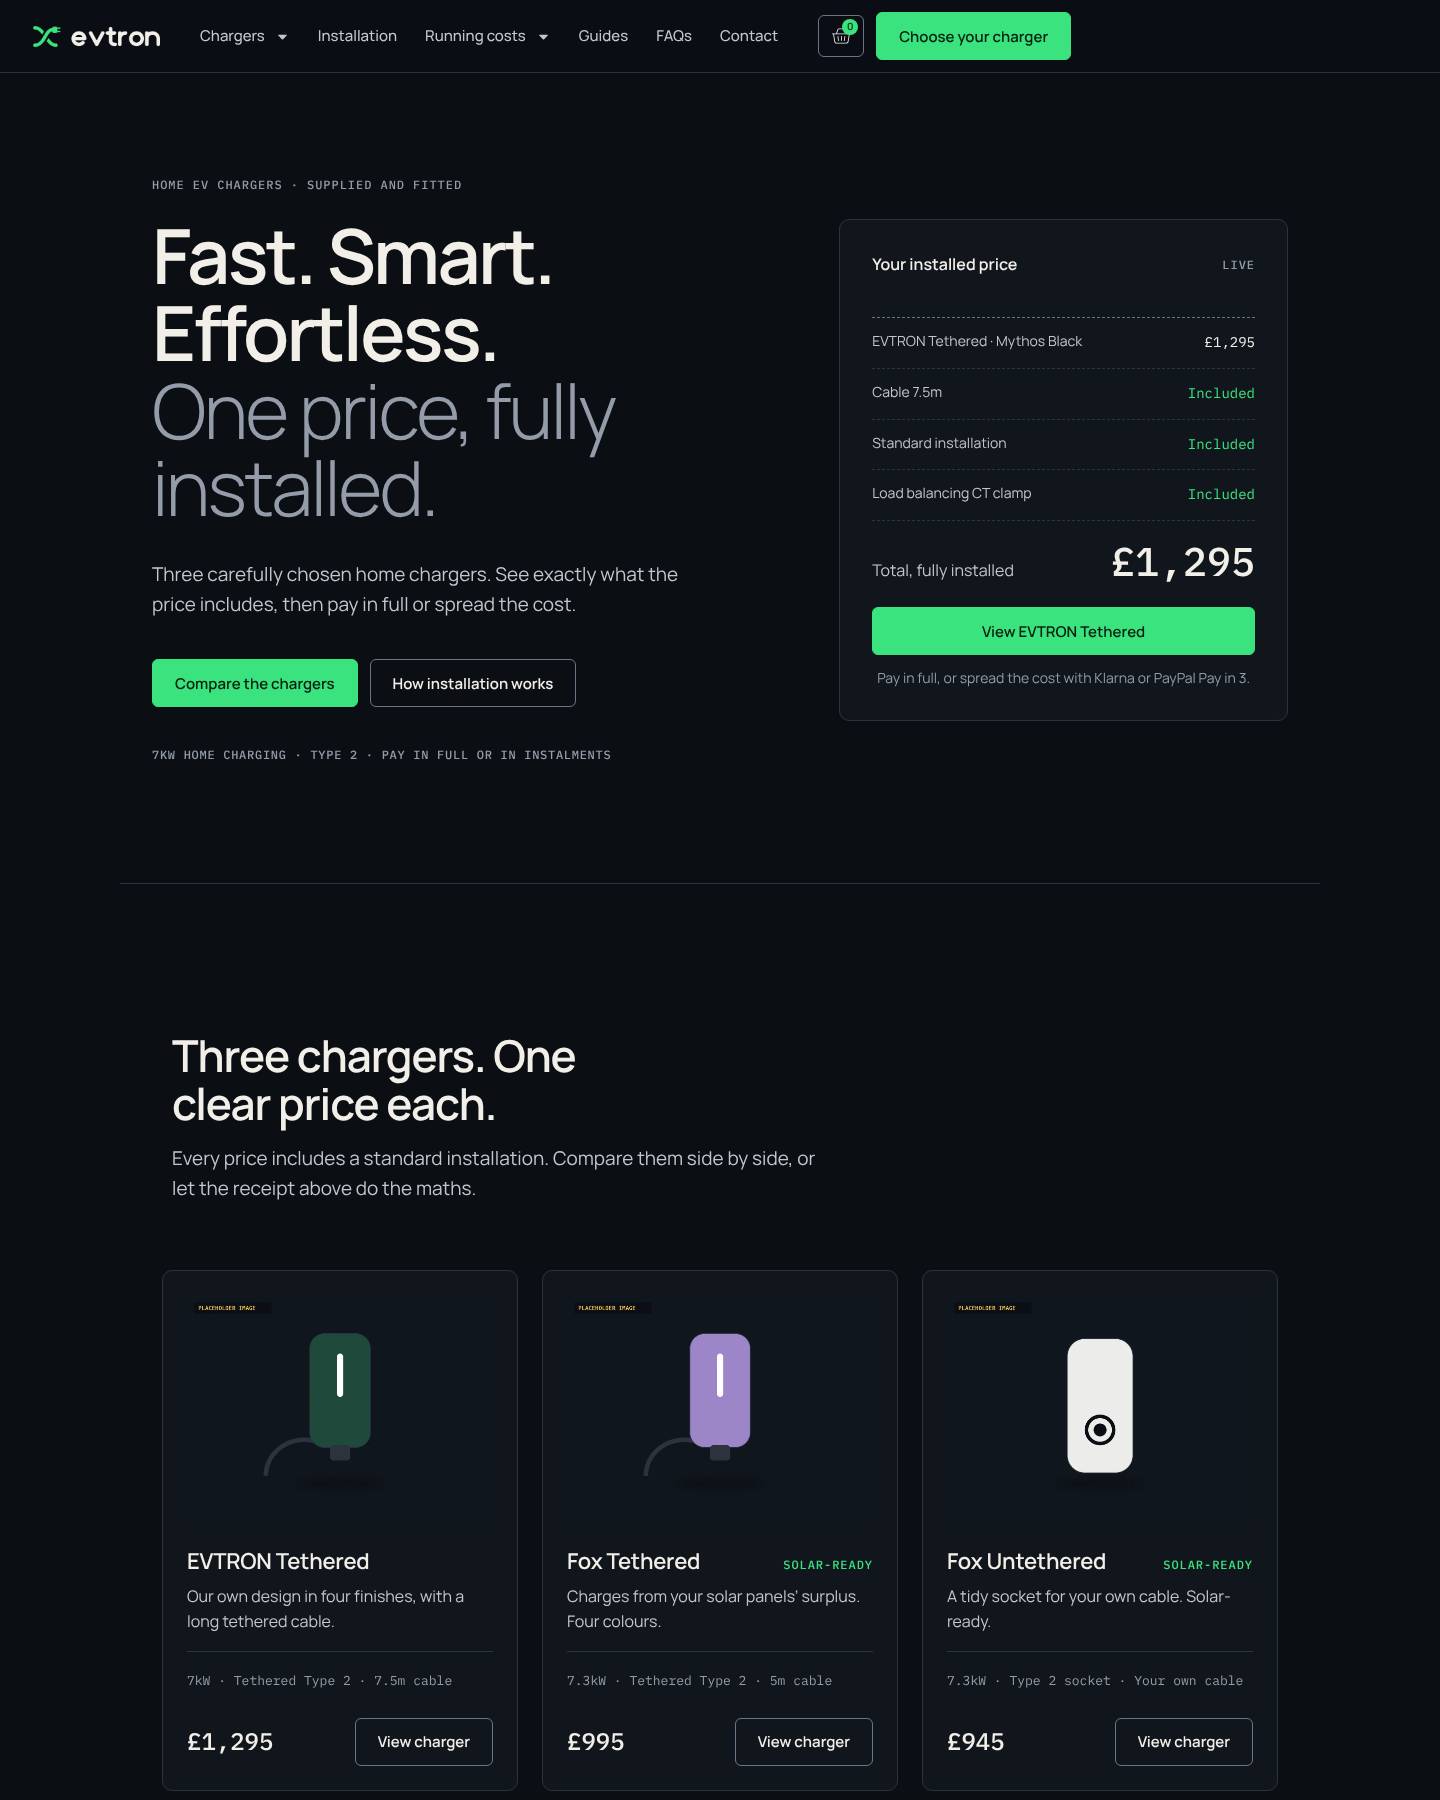 evtron
Chargers
Installation
Running costs
Guides
FAQs
Contact
0
Choose your charger
HOME EV CHARGERS · SUPPLIED AND FITTED
Fast. Smart.
Effortless.
One price, fully
installed.
Three carefully chosen home chargers. See exactly what the
price includes, then pay in full or spread the cost.
Compare the chargers
How installation works
7KW HOME CHARGING · TYPE 2 · PAY IN FULL OR IN INSTALMENTS
Your installed price
LIVE
EVTRON Tethered · Mythos Black £1,295
Cable 7.5m Included
Standard installation Included
Load balancing CT clamp Included
Total, fully installed £1,295
View EVTRON Tethered
Pay in full, or spread the cost with Klarna or PayPal Pay in 3.
Three chargers. One
clear price each.
Every price includes a standard installation. Compare them side by side, or
let the receipt above do the maths.
PLACEHOLDER IMAGE
EVTRON Tethered
Our own design in four finishes, with a
long tethered cable.
7kW · Tethered Type 2 · 7.5m cable
£1,295
View charger
PLACEHOLDER IMAGE
Fox Tethered
SOLAR-READY
Charges from your solar panels' surplus.
Four colours.
7.3kW · Tethered Type 2 · 5m cable
£995
View charger
PLACEHOLDER IMAGE
Fox Untethered
SOLAR-READY
A tidy socket for your own cable. Solar-
ready.
7.3kW · Type 2 socket · Your own cable
£945
View charger